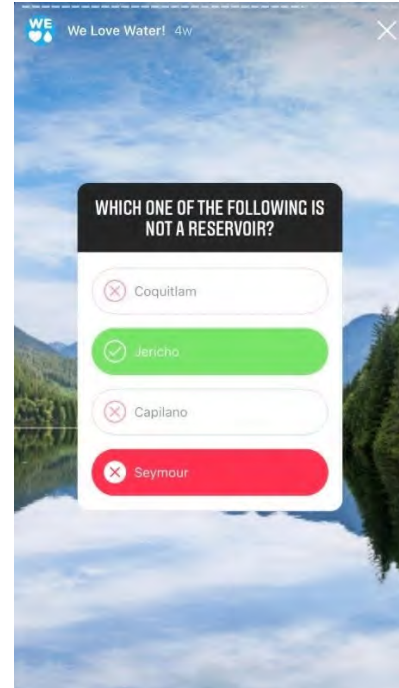 WE
We Love Water! 4w
WHICH ONE OF THE FOLLOWING IS
NOT A RESERVOIR?
Coquitlam
Jericho
Capilano
Seymour